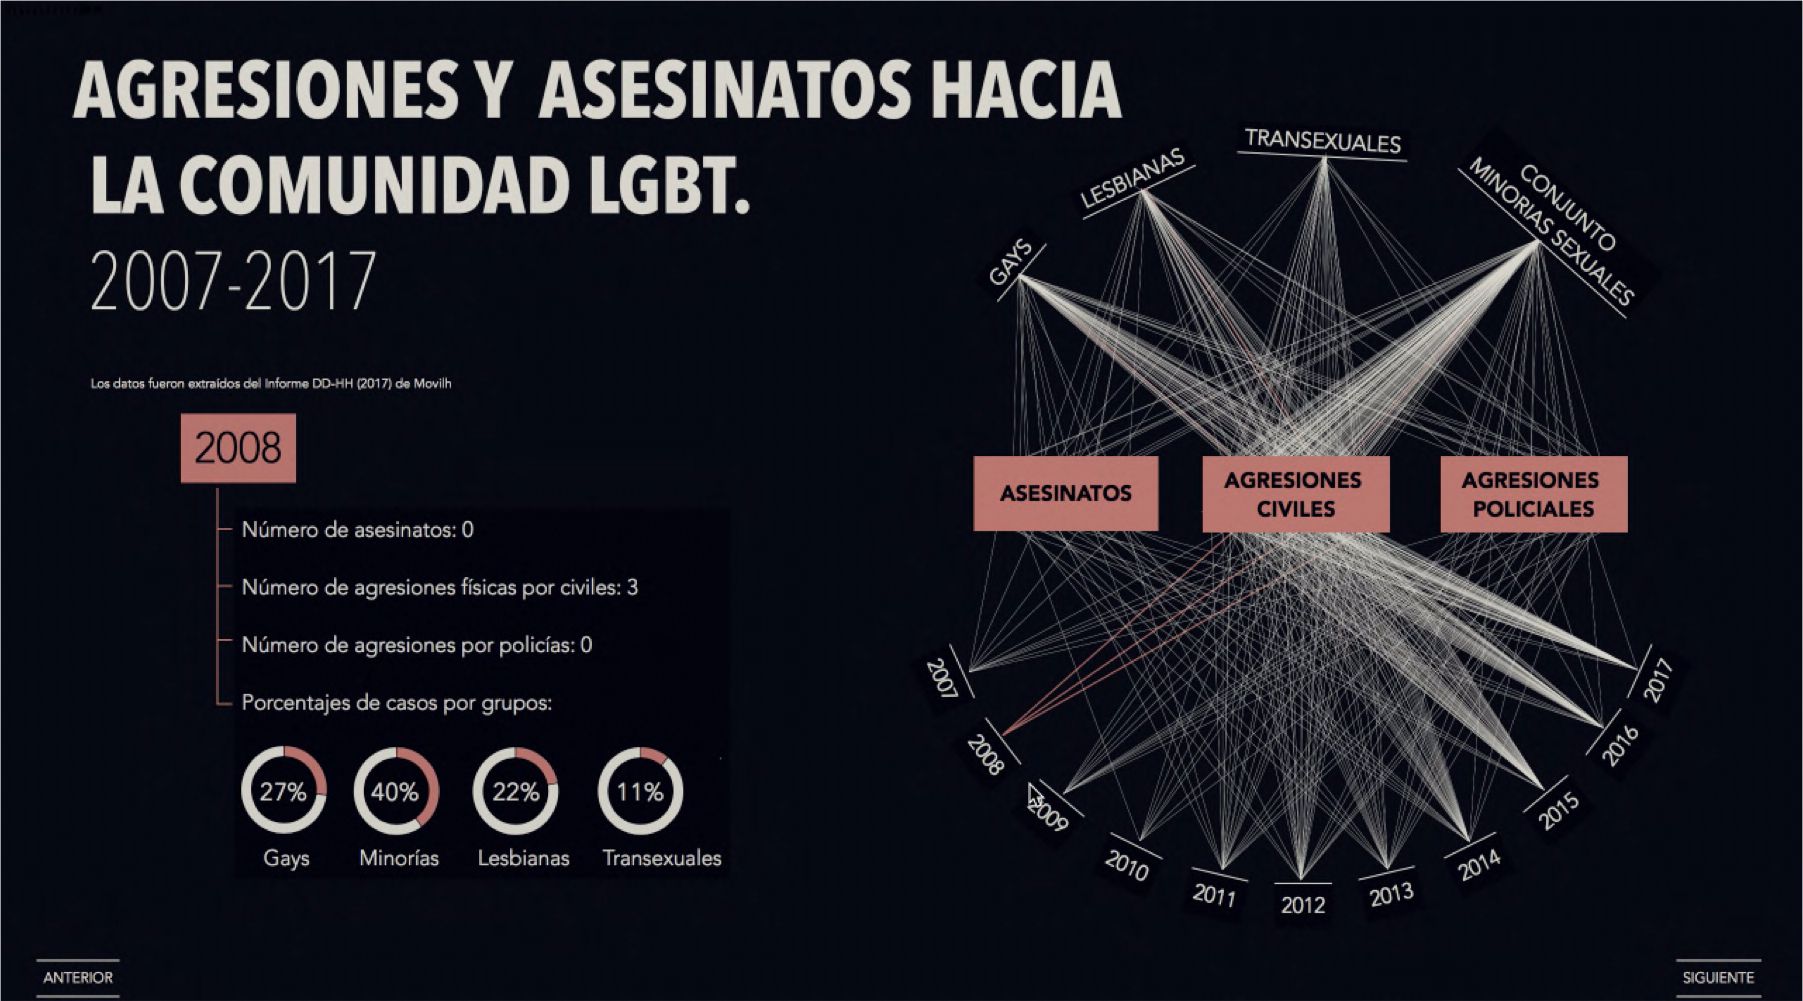 AGRESIONES Y ASESINATOS HACIA
LA COMUNIDAD LGBT.
2007-2017
Los datos fueron extraídos del Informe DD-HH (2017) de Movilh
2008
Número de asesinatos: 0
Número de agresiones físicas por civiles: 3
Número de agresiones por policías: 0
Porcentajes de casos por grupos:
27% 40% 22% 11%
Gays Minorías Lesbianas Transexuales
GAYS
LESBIANAS
TRANSEXUALES
CONJUNTO
MINORIAS SEXUALES
ASESINATOS
AGRESIONES
CIVILES
AGRESIONES
POLICIALES
2007
2008
2009
2010
2011
2012
2013
2014
2015
2016
2017
ANTERIOR
SIGUIENTE